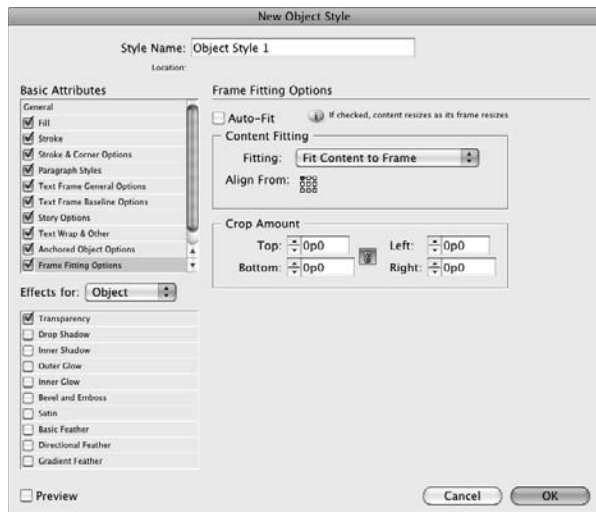 New Object Style
Style Name: Object Style 1
Location:
Basic Attributes
General
Fill
Stroke
Stroke & Corner Options
Paragraph Styles
Text Frame General Options
Text Frame Baseline Options
Story Options
Text Wrap & Other
Anchored Object Options
Frame Fitting Options
Effects for: Object
Transparency
Drop Shadow
Inner Shadow
Outer Glow
Inner Glow
Bevel and Emboss
Satin
Basic Feather
Directional Feather
Gradient Feather
Preview
Frame Fitting Options
Auto-Fit
If checked, content resizes as its frame resizes
Content Fitting
Fitting: Fit Content to Frame
Align From:
Crop Amount
Top: 0p0 Left: 0p0
Bottom: 0p0 Right: 0p0
Cancel OK